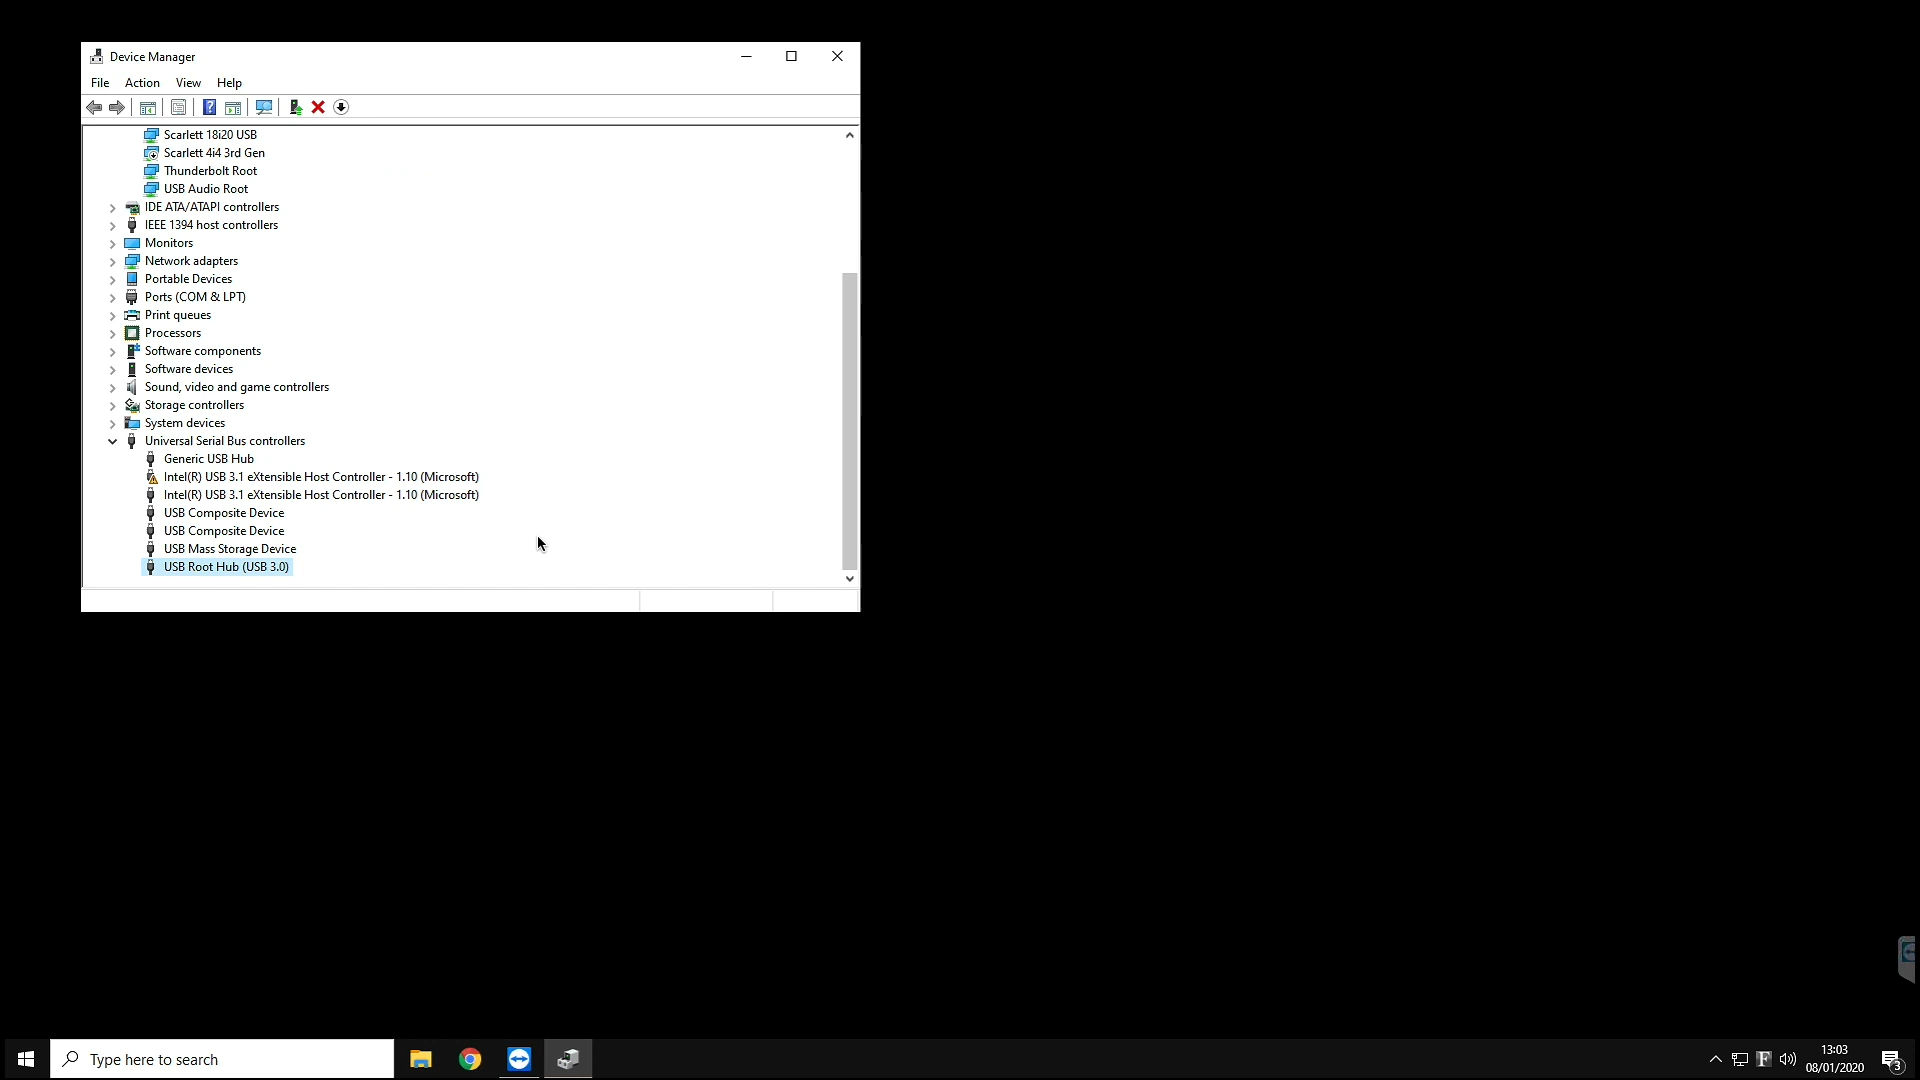 Device Manager
File Action View Help
Scarlett 18i20 USB
Scarlett 4i4 3rd Gen
Thunderbolt Root
USB Audio Root
IDE ATA/ATAPI controllers
IEEE 1394 host controllers
Monitors
Network adapters
Portable Devices
Ports (COM & LPT)
Print queues
Processors
Software components
Software devices
Sound, video and game controllers
Storage controllers
System devices
Universal Serial Bus controllers
Generic USB Hub
Intel(R) USB 3.1 eXtensible Host Controller - 1.10 (Microsoft)
Intel(R) USB 3.1 eXtensible Host Controller - 1.10 (Microsoft)
USB Composite Device
USB Composite Device
USB Mass Storage Device
USB Root Hub (USB 3.0)
Type here to search
F
13:03
08/01/2020
3